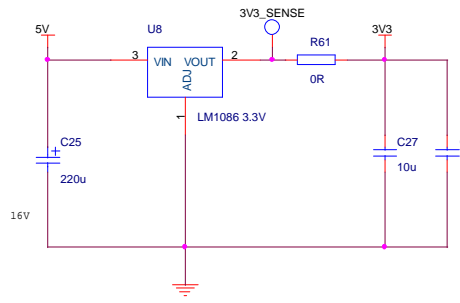 3V3_SENSE
5V
U8
R61
3V3
3
VIN
VOUT
2
ADJ
0R
1
LM1086 3.3V
C25
+
220u
C27
10u
16V